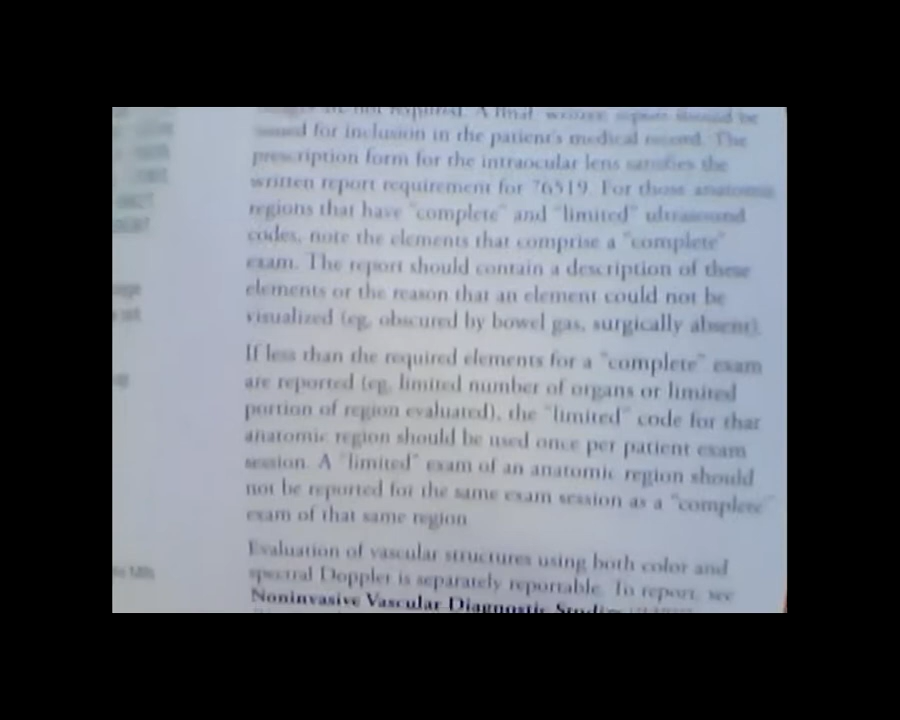 not required. A final, written report should be
issued for inclusion in the patient's medical record. The
prescription form for the intraocular lens satisfies the
written report requirement for 76519. For those anatomic
regions that have "complete" and "limited" ultrasound
codes, note the elements that comprise a "complete"
exam. The report should contain a description of these
elements or the reason that an element could not be
visualized (eg, obscured by bowel gas, surgically absent).
If less than the required elements for a "complete" exam
are reported (eg, limited number of organs or limited
portion of region evaluated), the "limited" code for that
anatomic region should be used once per patient exam
session. A "limited" exam of an anatomic region should
not be reported for the same exam session as a "complete"
exam of that same region.
Evaluation of vascular structures using both color and
spectral Doppler is separately reportable. To report, see
Noninvasive Vascular Diagnostic Studies